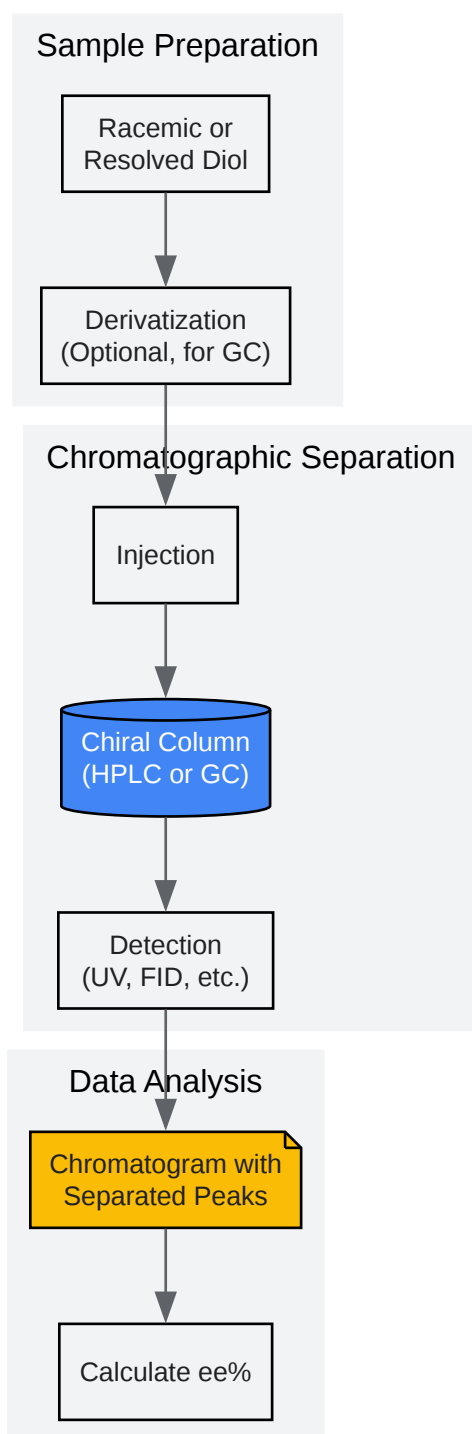 Sample Preparation
Racemic or
Resolved Diol
Derivatization
(Optional, for GC)
Chromatographic Separation
Injection
Chiral Column
(HPLC or GC)
Detection
(UV, FID, etc.)
Data Analysis
Chromatogram with
Separated Peaks
Calculate ee%